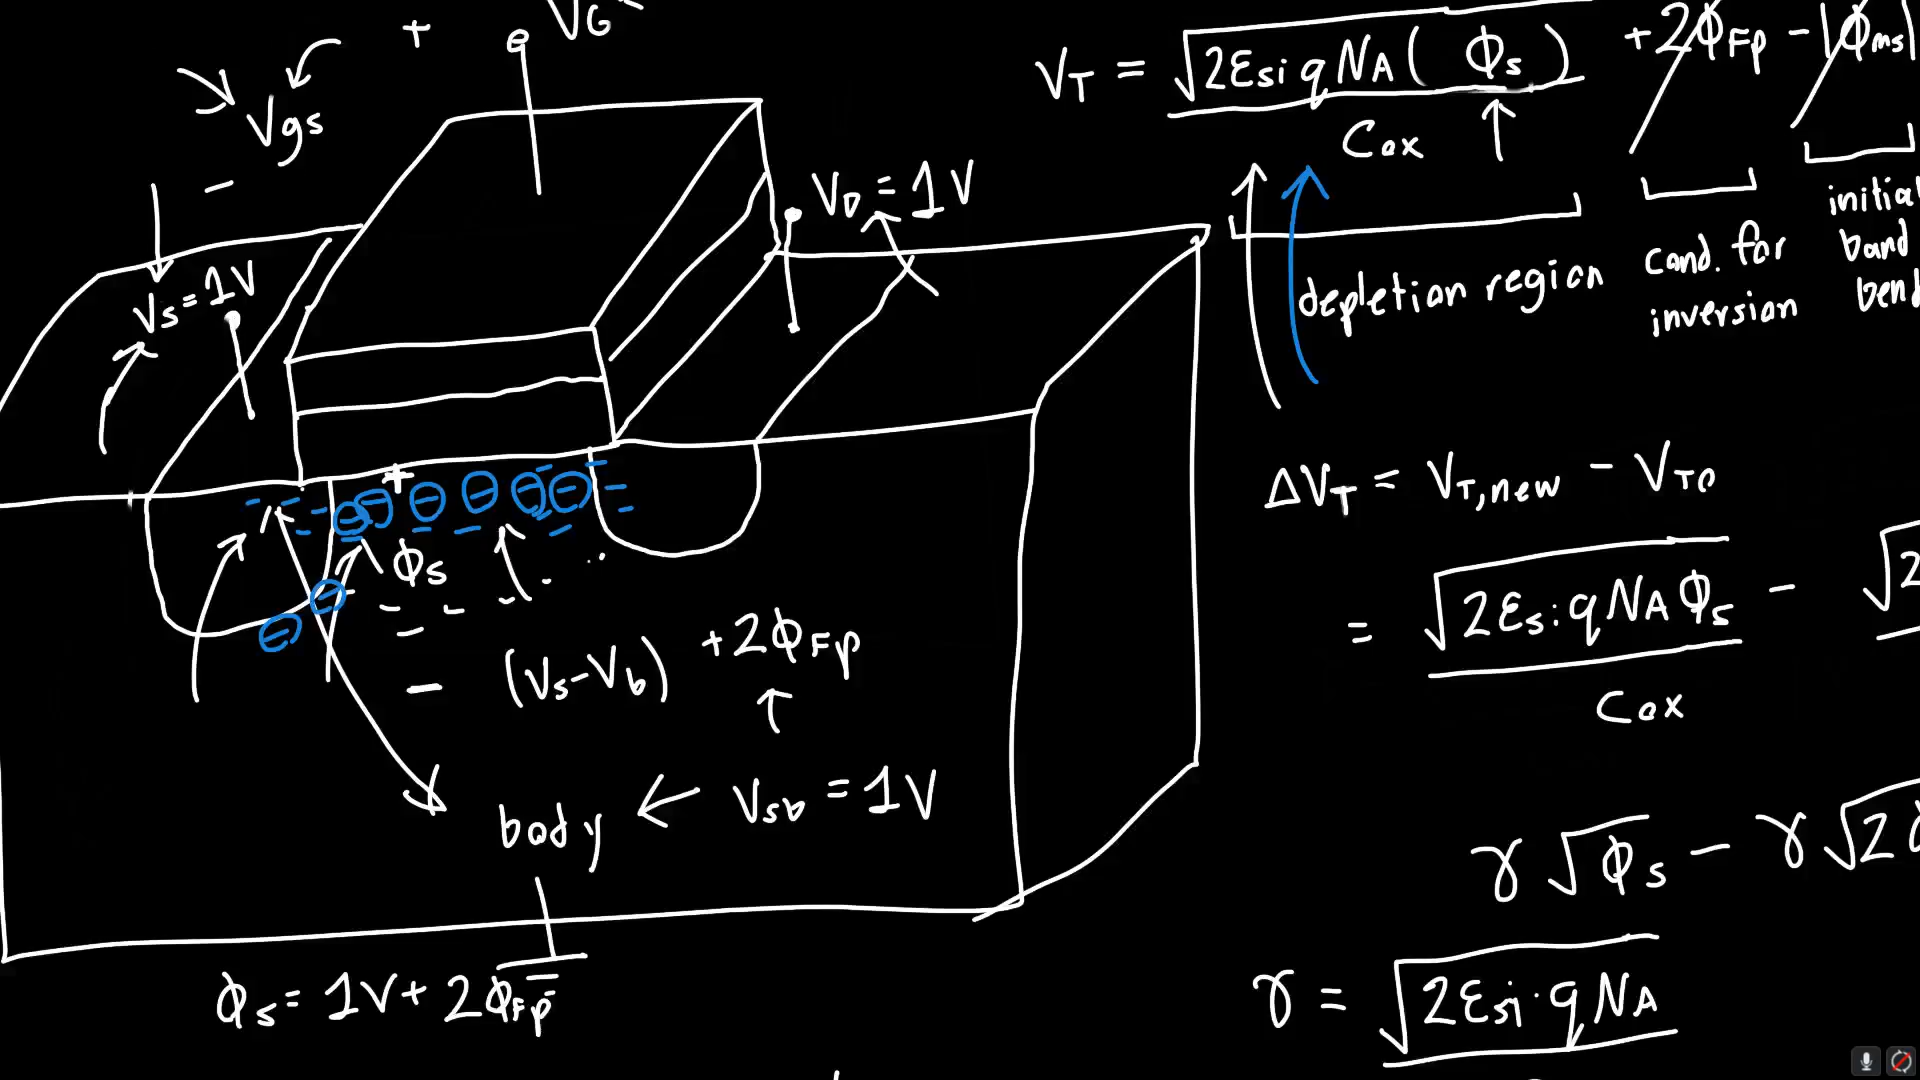 + VG
Vgs
−
VT = √2εsi q NA ( ϕs ) + 2ϕFp − |ϕms|
Cox
VD = 1V
Vs = 1V
depletion region
cond. for
inversion
initial
band
bend
ΔVT = VT,new − VT0
= √2εsi q NA ϕs −
Cox
+
ϕs
− (Vs−Vb) + 2ϕFp
body ← Vsb = 1V
γ √ϕs − γ √2
ϕs = 1V + 2ϕFp
γ = √2εsi · q NA